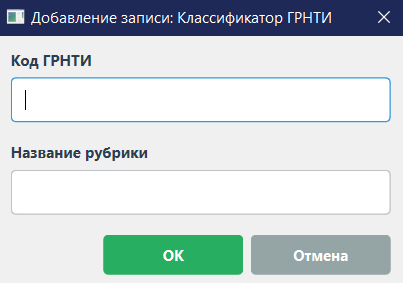 Добавление записи: Классификатор ГРНТИ
Код ГРНТИ
Название рубрики
OK
Отмена